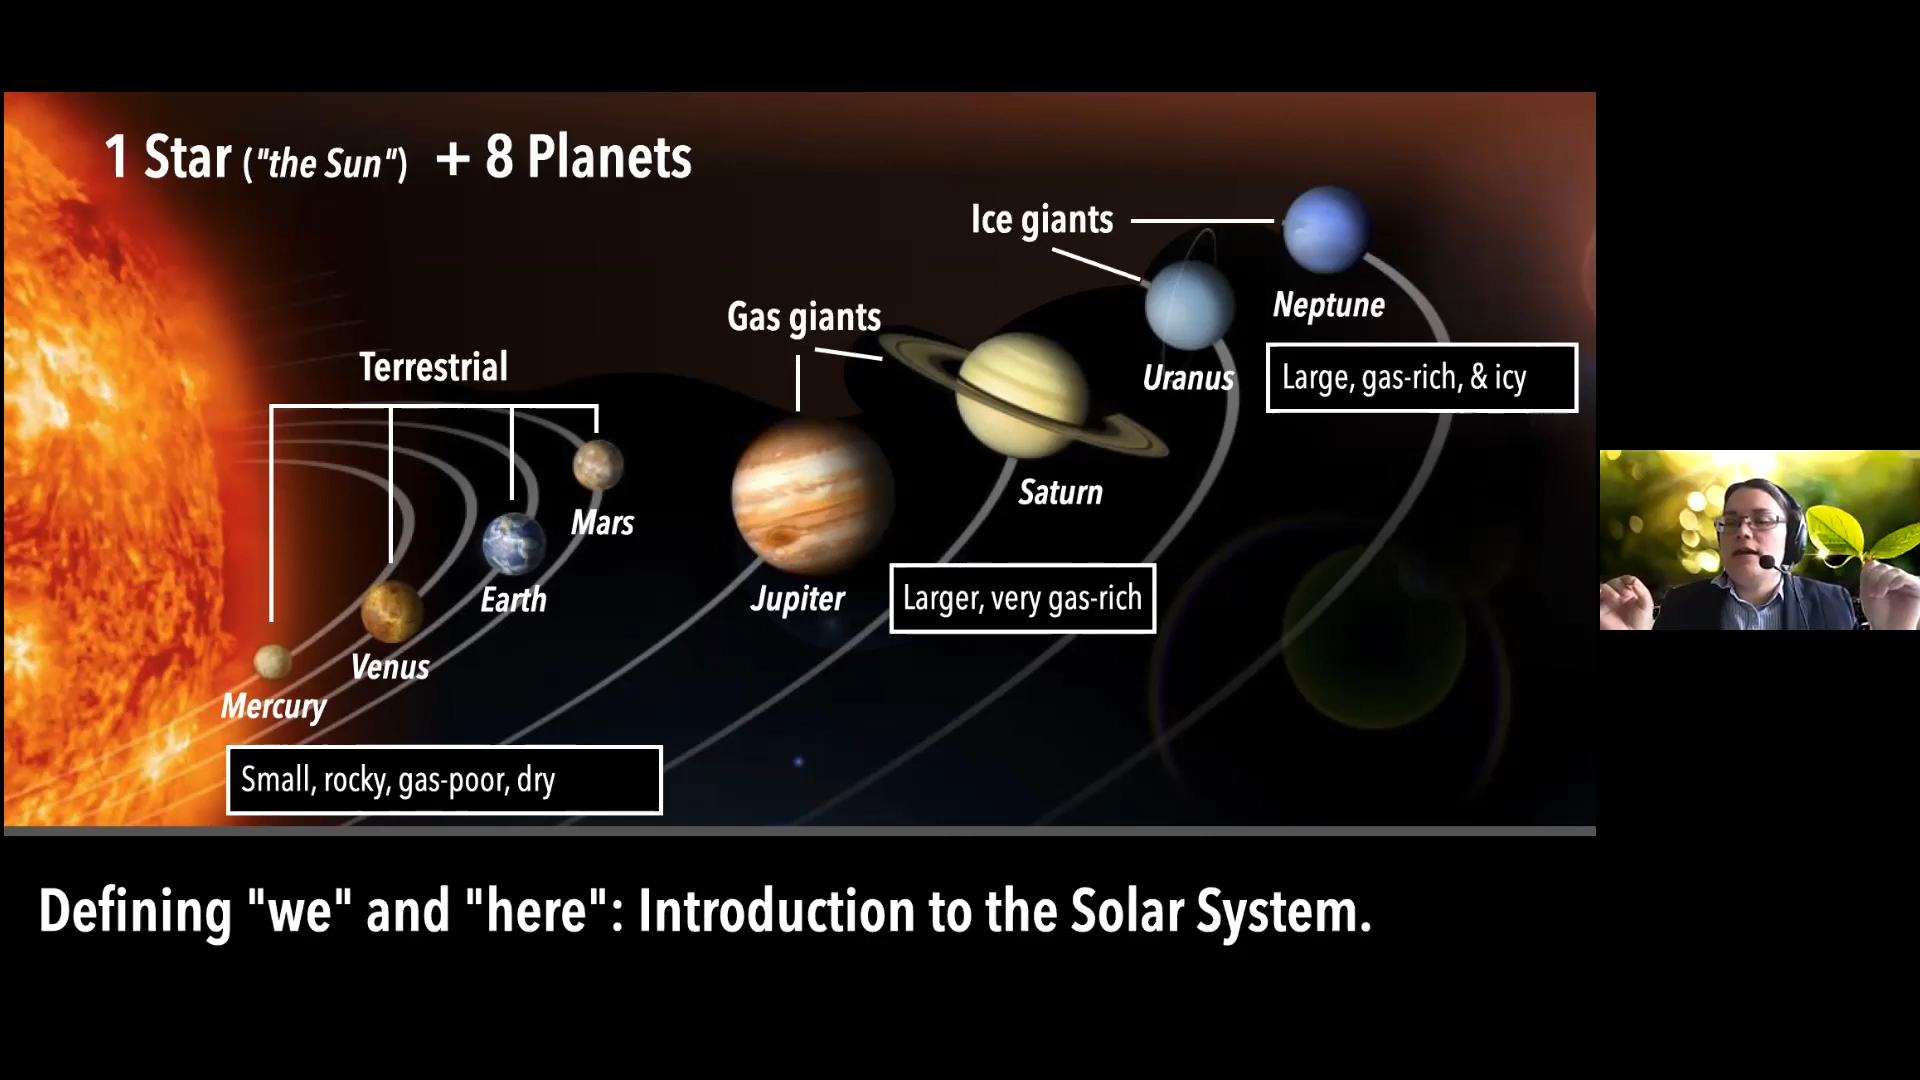 1 Star ("the Sun") + 8 Planets
Ice giants
Neptune
Gas giants
Large, gas-rich, & icy
Uranus
Terrestrial
Saturn
Mars
Earth
Jupiter
Larger, very gas-rich
Venus
Mercury
Small, rocky, gas-poor, dry
Defining "we" and "here": Introduction to the Solar System.